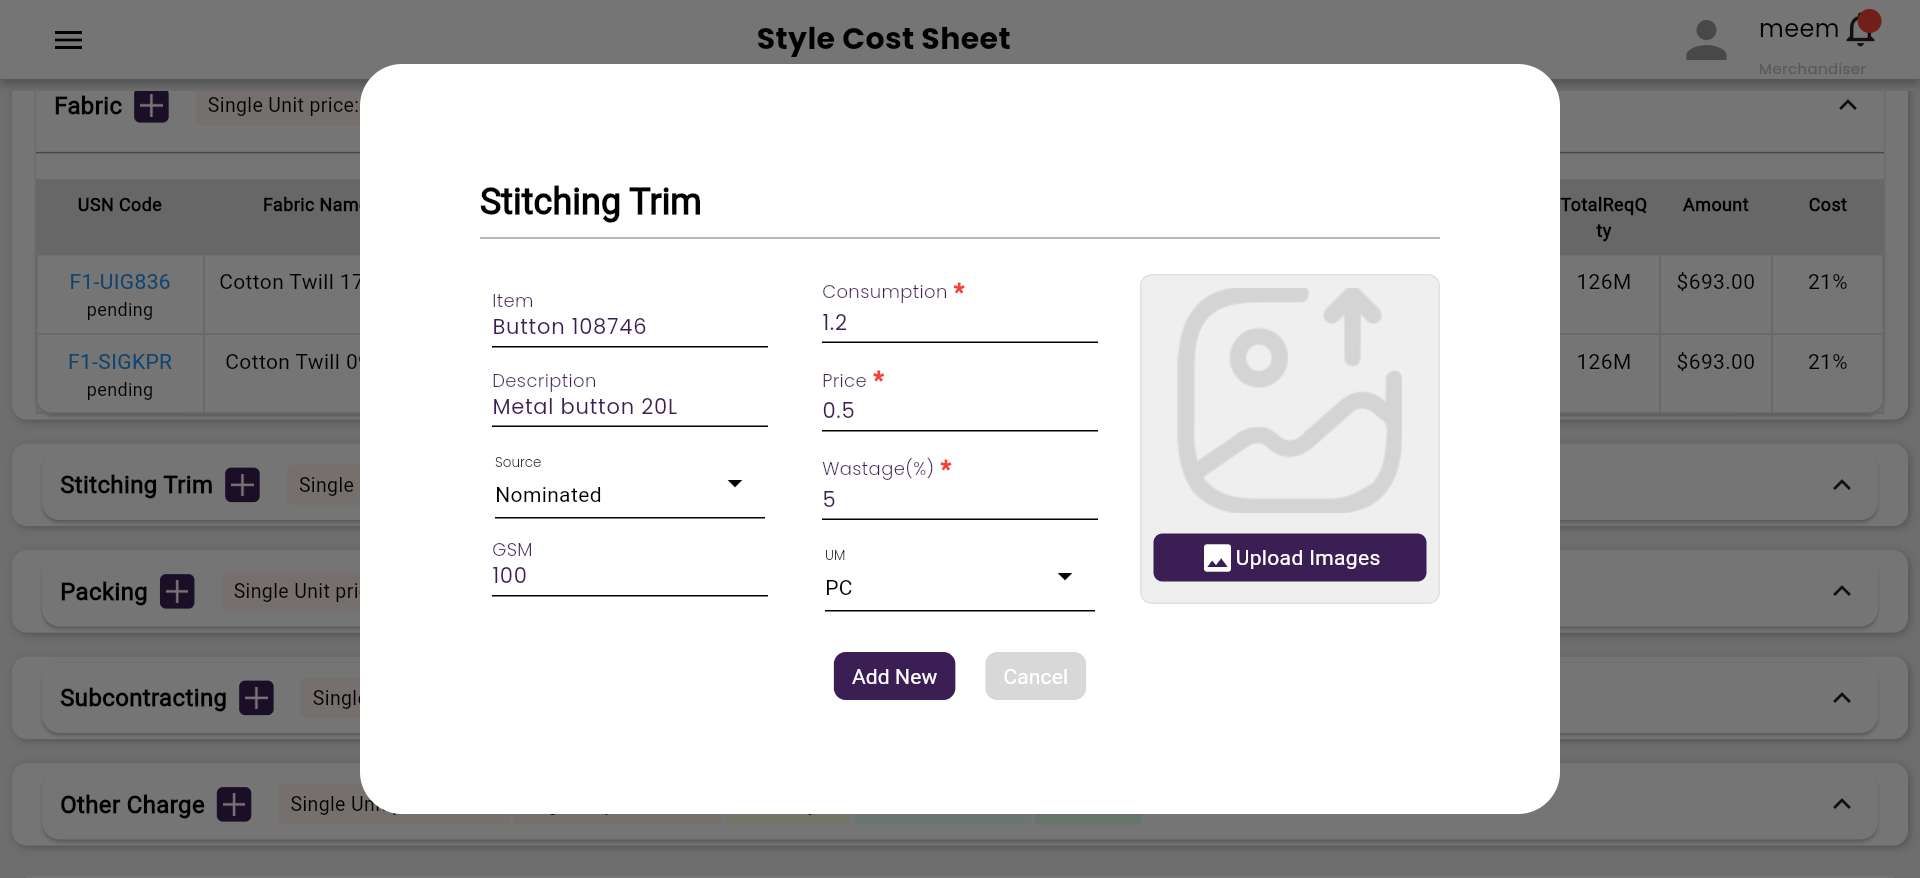 Style Cost Sheet
meem
Merchandiser
Fabric
Single Unit price:
USN Code
Fabric
TotalReqQ
ty
Amount
Cost
F1-UIG836
pending
Cotton Twill 17
126M
$693.00
21%
F1-SIGKPR
pending
Cotton Twill
126M
$693.00
21%
Stitching Trim
Single
Packing
Single Unit
Subcontracting
Other Charge
Single
Stitching Trim
Item
Button 108746
Description
Metal button 20L
Source
Nominated
GSM
100
Consumption *
1.2
Price *
0.5
Wastage(%) *
5
UM
PC
Upload Images
Add New
Cancel